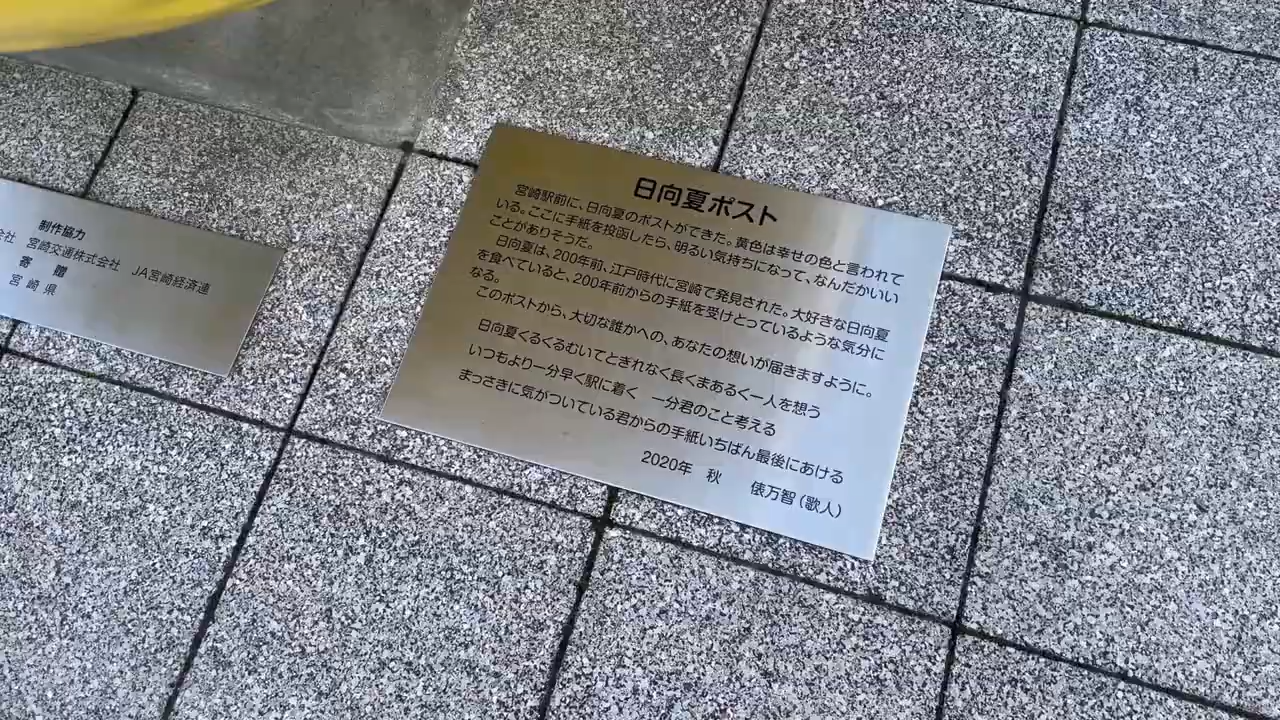 日向夏ポスト
宮崎駅前に、日向夏のポストができた。黄色は幸せの色と言われて
いる。ここに手紙を投函したら、明るい気持ちになって、なんだかいい
ことがありそうだ。
日向夏は、200年前、江戸時代に宮崎で発見された。大好きな日向夏
を食べていると、200年前からの手紙を受けとっているような気分に
なる。
このポストから、大切な誰かへの、あなたの想いが届きますように。
日向夏くるくるむいてとぎれなく長くまあるく一人を想う
いつもより一分早く駅に着く 一分君のこと考える
まっさきに気がついている君からの手紙いちばん最後にあける
2020年 秋 俵万智（歌人）
制作協力
会社 宮崎交通株式会社 JA宮崎経済連
寄 贈
宮崎県